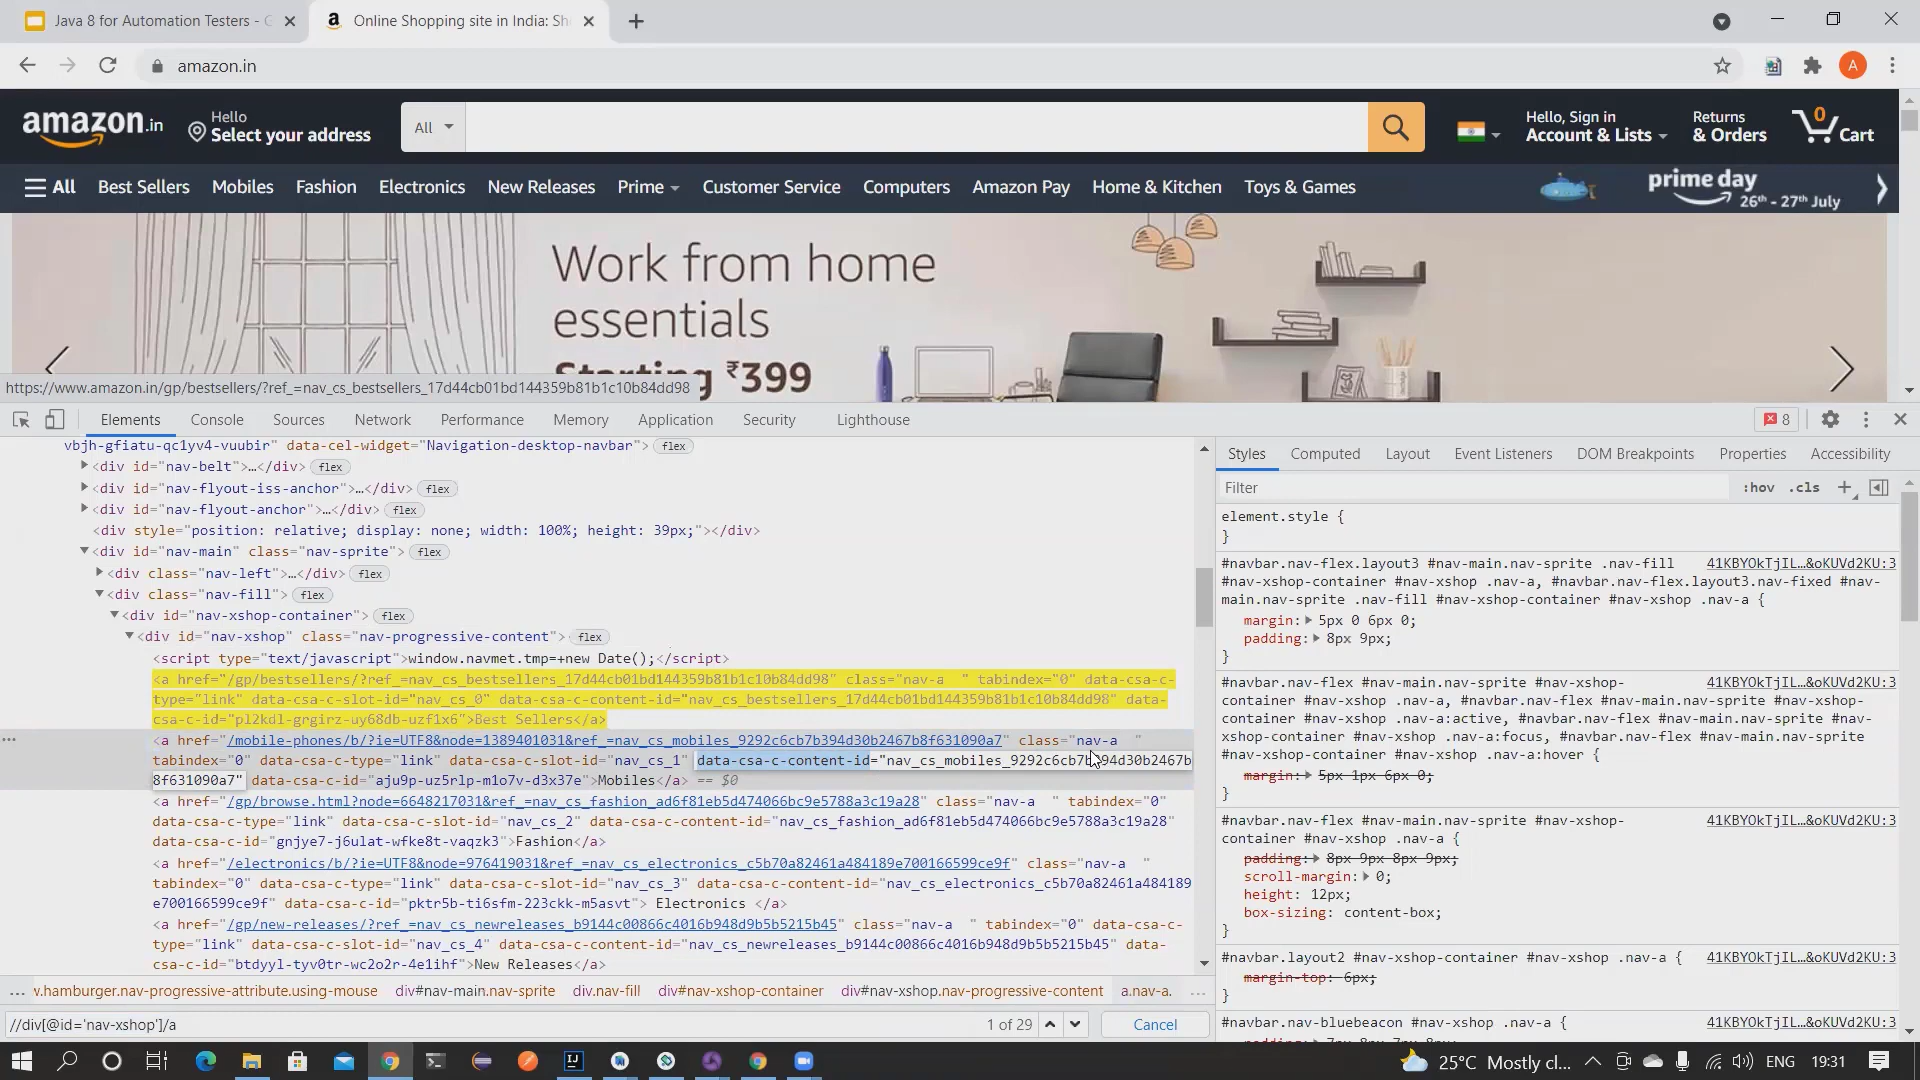 Java 8 for Automation Testers - G
Online Shopping site in India: Sh
amazon.in
A
amazon.in
Hello
Select your address
All
Hello, Sign in
Account & Lists
Returns
& Orders
0
Cart
All
Best Sellers
Mobiles
Fashion
Electronics
New Releases
Prime
Customer Service
Computers
Amazon Pay
Home & Kitchen
Toys & Games
prime day
26th - 27th July
Work from home
essentials
Starting ₹399
https://www.amazon.in/gp/bestsellers/?ref_=nav_cs_bestsellers_17d44cb01bd144359b81b1c10b84dd98
Elements
Console
Sources
Network
Performance
Memory
Application
Security
Lighthouse
8
vbjh-gfiatu-qc1yv4-vuubir" data-cel-widget="Navigation-desktop-navbar"> flex
<div id="nav-belt">…</div> flex
<div id="nav-flyout-iss-anchor">…</div> flex
<div id="nav-flyout-anchor">…</div> flex
<div style="position: relative; display: none; width: 100%; height: 39px;"></div>
<div id="nav-main" class="nav-sprite"> flex
<div class="nav-left">…</div> flex
<div class="nav-fill"> flex
<div id="nav-xshop-container"> flex
<div id="nav-xshop" class="nav-progressive-content"> flex
<script type="text/javascript">window.navmet.tmp=+new Date();</script>
<a href="/gp/bestsellers/?ref_=nav_cs_bestsellers_17d44cb01bd144359b81b1c10b84dd98" class="nav-a  " tabindex="0" data-csa-c-
type="link" data-csa-c-slot-id="nav_cs_0" data-csa-c-content-id="nav_cs_bestsellers_17d44cb01bd144359b81b1c10b84dd98" data-
csa-c-id="pl2kdl-grgirz-uy68db-uzf1x6">Best Sellers</a>
<a href="/mobile-phones/b/?ie=UTF8&node=1389401031&ref_=nav_cs_mobiles_9292c6cb7b394d30b2467b8f631090a7" class="nav-a  "
tabindex="0" data-csa-c-type="link" data-csa-c-slot-id="nav_cs_1" data-csa-c-content-id="nav_cs_mobiles_9292c6cb7b394d30b2467b
8f631090a7" data-csa-c-id="aju9p-uz5rlp-m1o7v-d3x37e">Mobiles</a> == $0
<a href="/gp/browse.html?node=6648217031&ref_=nav_cs_fashion_ad6f81eb5d474066bc9e5788a3c19a28" class="nav-a  " tabindex="0"
data-csa-c-type="link" data-csa-c-slot-id="nav_cs_2" data-csa-c-content-id="nav_cs_fashion_ad6f81eb5d474066bc9e5788a3c19a28"
data-csa-c-id="gnjye7-j6ulat-wfke8t-vaqzk3">Fashion</a>
<a href="/electronics/b/?ie=UTF8&node=976419031&ref_=nav_cs_electronics_c5b70a82461a484189e700166599ce9f" class="nav-a  "
tabindex="0" data-csa-c-type="link" data-csa-c-slot-id="nav_cs_3" data-csa-c-content-id="nav_cs_electronics_c5b70a82461a484189
e700166599ce9f" data-csa-c-id="pktr5b-ti6sfm-223ckk-m5asvt"> Electronics </a>
<a href="/gp/new-releases/?ref_=nav_cs_newreleases_b9144c00866c4016b948d9b5b5215b45" class="nav-a  " tabindex="0" data-csa-c-
type="link" data-csa-c-slot-id="nav_cs_4" data-csa-c-content-id="nav_cs_newreleases_b9144c00866c4016b948d9b5b5215b45" data-
csa-c-id="btdyyl-tyv0tr-wc2o2r-4e1ihf">New Releases</a>
… v.hamburger.nav-progressive-attribute.using-mouse div#nav-main.nav-sprite div.nav-fill div#nav-xshop-container div#nav-xshop.nav-progressive-content a.nav-a. …
//div[@id='nav-xshop']/a
1 of 29
Cancel
Styles
Computed
Layout
Event Listeners
DOM Breakpoints
Properties
Accessibility
Filter
:hov .cls
element.style {
}
#navbar.nav-flex.layout3 #nav-main.nav-sprite .nav-fill 41KBYOkTjIL…&oKUVd2KU:3
#nav-xshop-container #nav-xshop .nav-a, #navbar.nav-flex.layout3.nav-fixed #nav-
main.nav-sprite .nav-fill #nav-xshop-container #nav-xshop .nav-a {
margin: 5px 0 6px 0;
padding: 8px 9px;
}
#navbar.nav-flex #nav-main.nav-sprite #nav-xshop- 41KBYOkTjIL…&oKUVd2KU:3
container #nav-xshop .nav-a, #navbar.nav-flex #nav-main.nav-sprite #nav-xshop-
container #nav-xshop .nav-a:active, #navbar.nav-flex #nav-main.nav-sprite #nav-
xshop-container #nav-xshop .nav-a:focus, #navbar.nav-flex #nav-main.nav-sprite
#nav-xshop-container #nav-xshop .nav-a:hover {
margin: 5px 1px 6px 0;
}
#navbar.nav-flex #nav-main.nav-sprite #nav-xshop- 41KBYOkTjIL…&oKUVd2KU:3
container #nav-xshop .nav-a {
padding: 8px 9px 8px 9px;
scroll-margin: 0;
height: 12px;
box-sizing: content-box;
}
#navbar.layout2 #nav-xshop-container #nav-xshop .nav-a { 41KBYOkTjIL…&oKUVd2KU:3
margin-top: 6px;
}
#navbar.nav-bluebeacon #nav-xshop .nav-a { 41KBYOkTjIL…&oKUVd2KU:3
25°C Mostly cl...
ENG
19:31